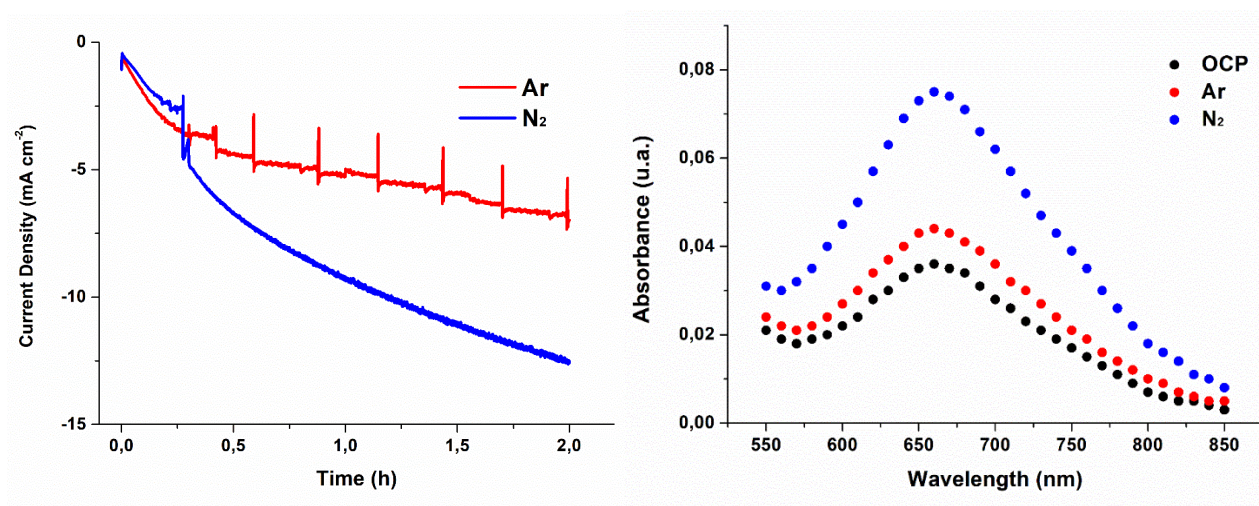 Current Density (mA cm⁻²)
0
-5
-10
-15
0,0
0,5
1,0
1,5
2,0
Time (h)
Ar
N₂
Absorbance (u.a.)
0,08
0,06
0,04
0,02
0,00
550
600
650
700
750
800
850
Wavelength (nm)
OCP
Ar
N₂